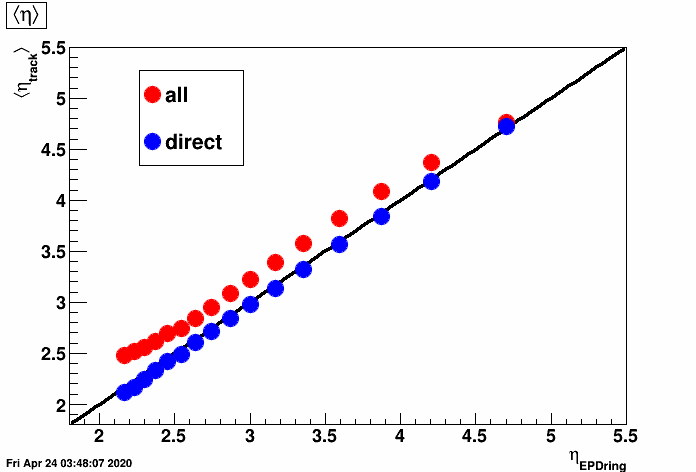 ⟨η⟩
⟨η_track⟩
5.5
5
4.5
4
3.5
3
2.5
2
all
direct
2 2.5 3 3.5 4 4.5 5 5.5
η_EPDring
Fri Apr 24 03:48:07 2020